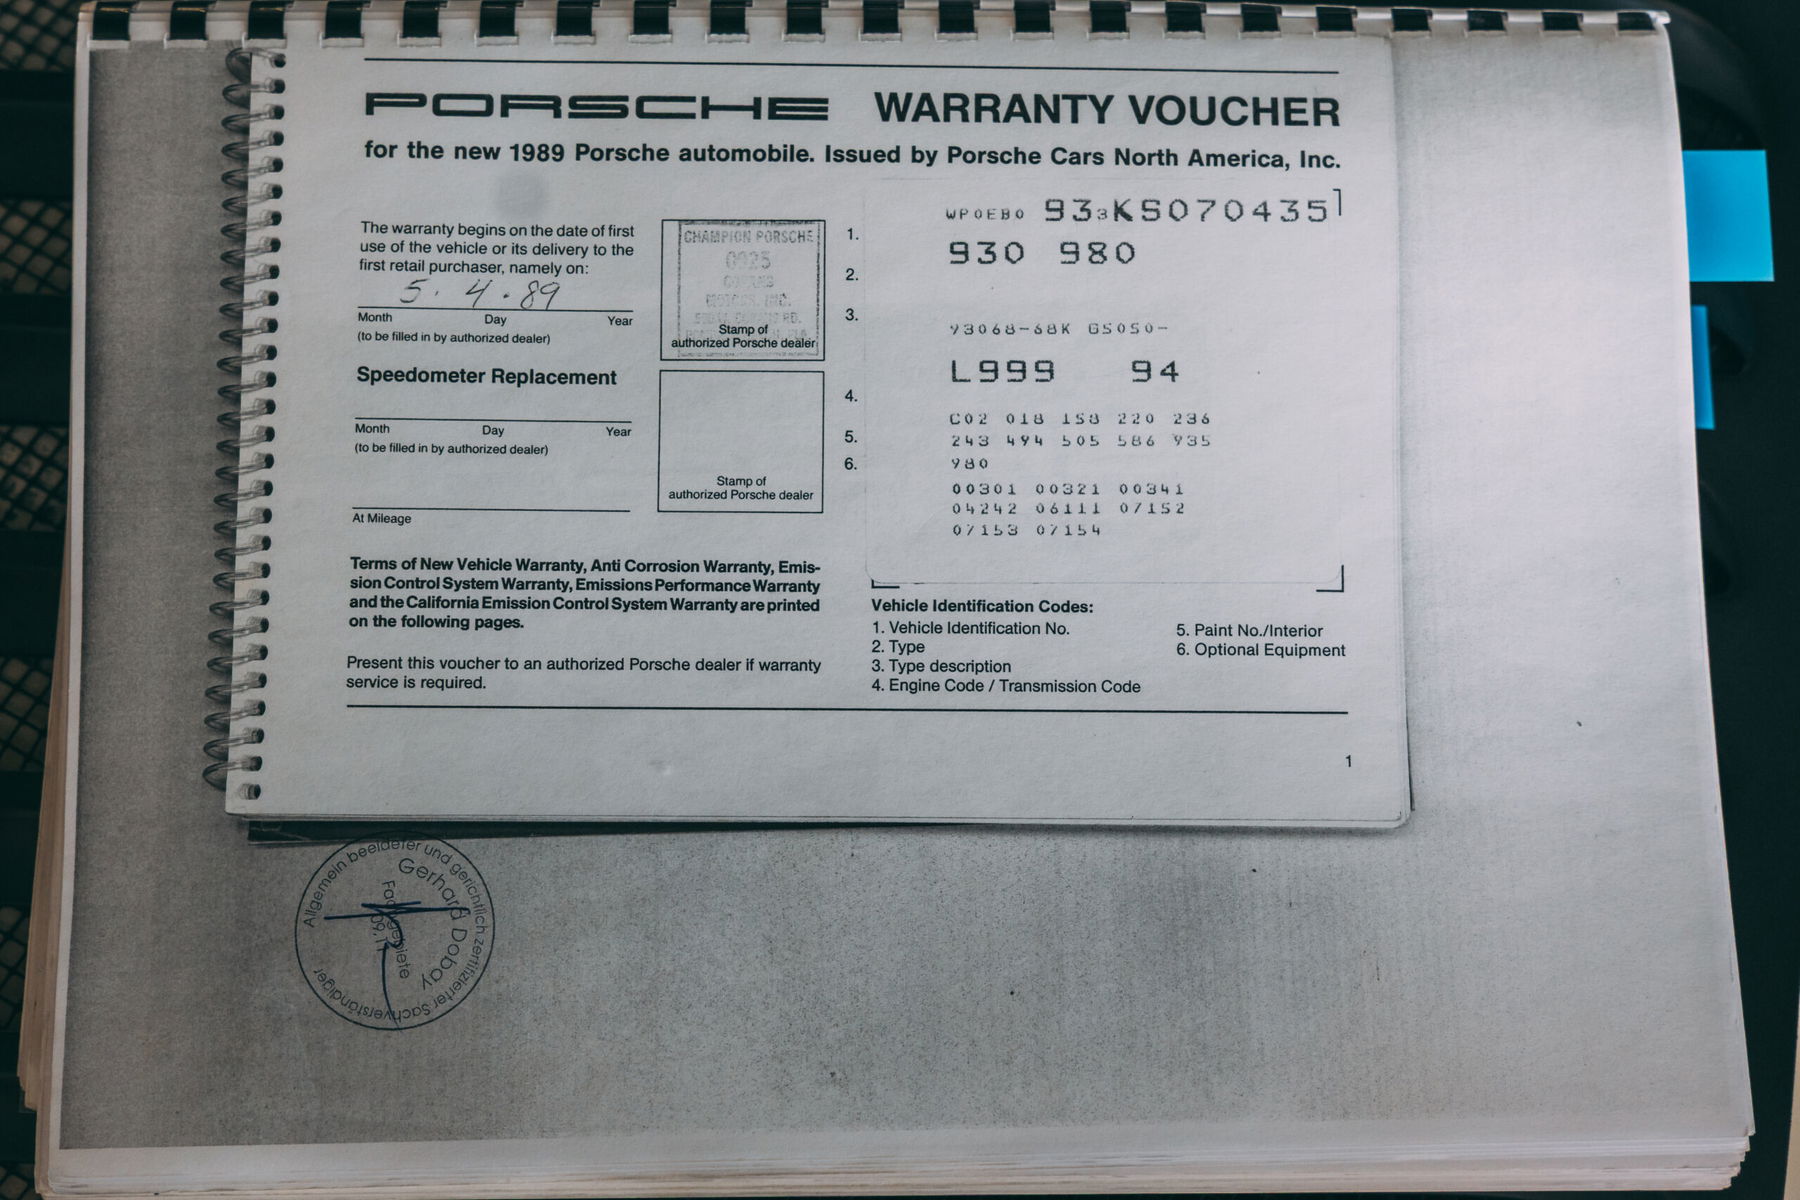 PORSCHE WARRANTY VOUCHER
for the new 1989 Porsche automobile. Issued by Porsche Cars North America, Inc.
The warranty begins on the date of first
use of the vehicle or its delivery to the
first retail purchaser, namely on:
5. 4. 89
Month Day Year
(to be filled in by authorized dealer)
Speedometer Replacement
Month Day Year
(to be filled in by authorized dealer)
At Mileage
CHAMPION PORSCHE
0925
MOTORS, INC.
RD.
Stamp of
authorized Porsche dealer
Stamp of
authorized Porsche dealer
1.
2.
3.
4.
5.
6.
WP0EB0 933KS070435
930 980
93068-68K G5050-
L999 94
C02 018 158 220 236
243 494 505 586 935
980
00301 00321 00341
04242 06111 07152
07153 07154
Terms of New Vehicle Warranty, Anti Corrosion Warranty, Emis-
sion Control System Warranty, Emissions Performance Warranty
and the California Emission Control System Warranty are printed
on the following pages.
Present this voucher to an authorized Porsche dealer if warranty
service is required.
Vehicle Identification Codes:
1. Vehicle Identification No.
2. Type
3. Type description
4. Engine Code / Transmission Code
5. Paint No./Interior
6. Optional Equipment
1
Allgemein beeideter und gerichtlich zertifizierter Sachverständiger
Gerhard Dobay
Fachgebiete